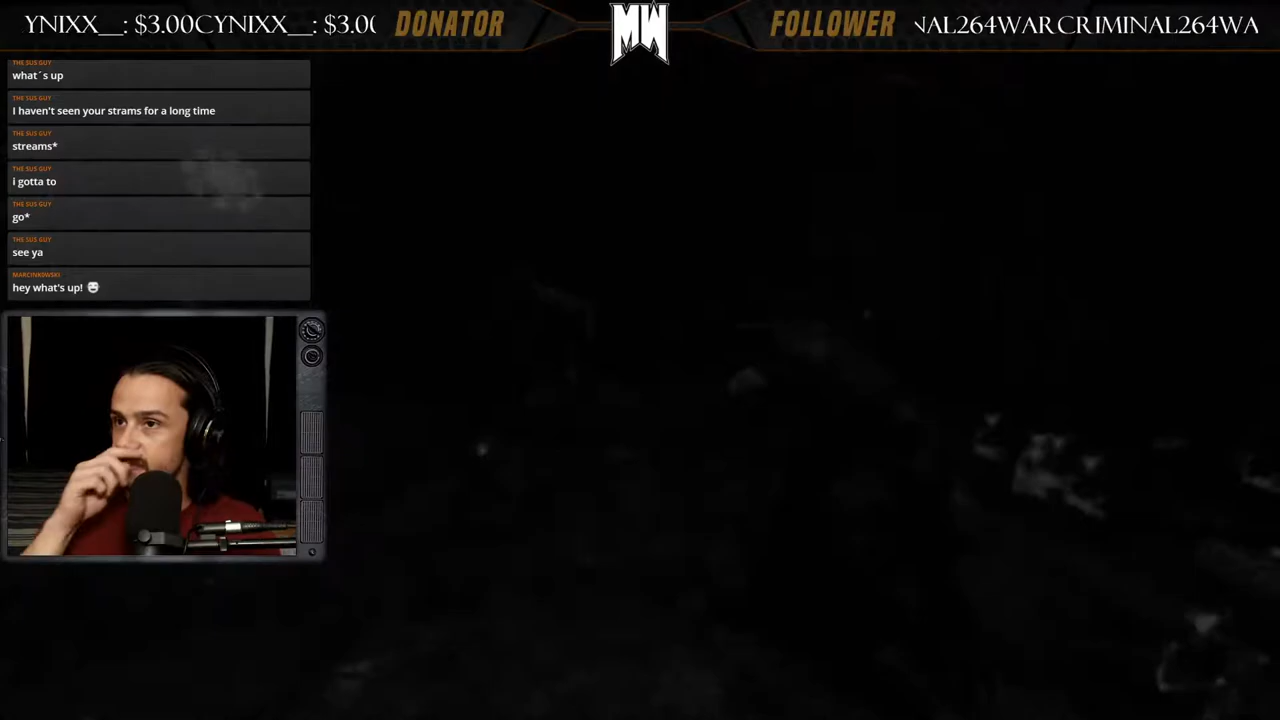 YNIXX__: $3.00CYNIXX__: $3.0(
DONATOR
MW
FOLLOWER
NAL264WARCRIMINAL264WA
THE SUS GUY
what´s up
THE SUS GUY
I haven't seen your strams for a long time
THE SUS GUY
streams*
THE SUS GUY
i gotta to
THE SUS GUY
go*
THE SUS GUY
see ya
MARCINKOWSKI
hey what's up!